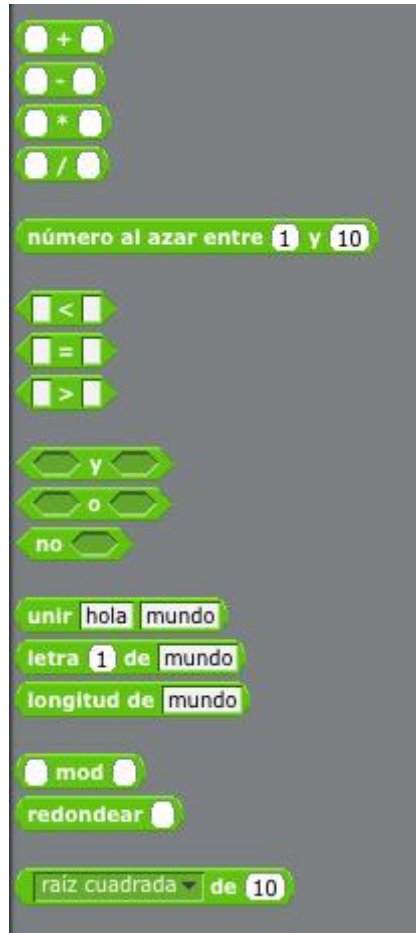 +
-
*
/
número al azar entre 1 y 10
<
=
>
y
o
no
unir hola mundo
letra 1 de mundo
longitud de mundo
mod
redondear
raíz cuadrada de 10